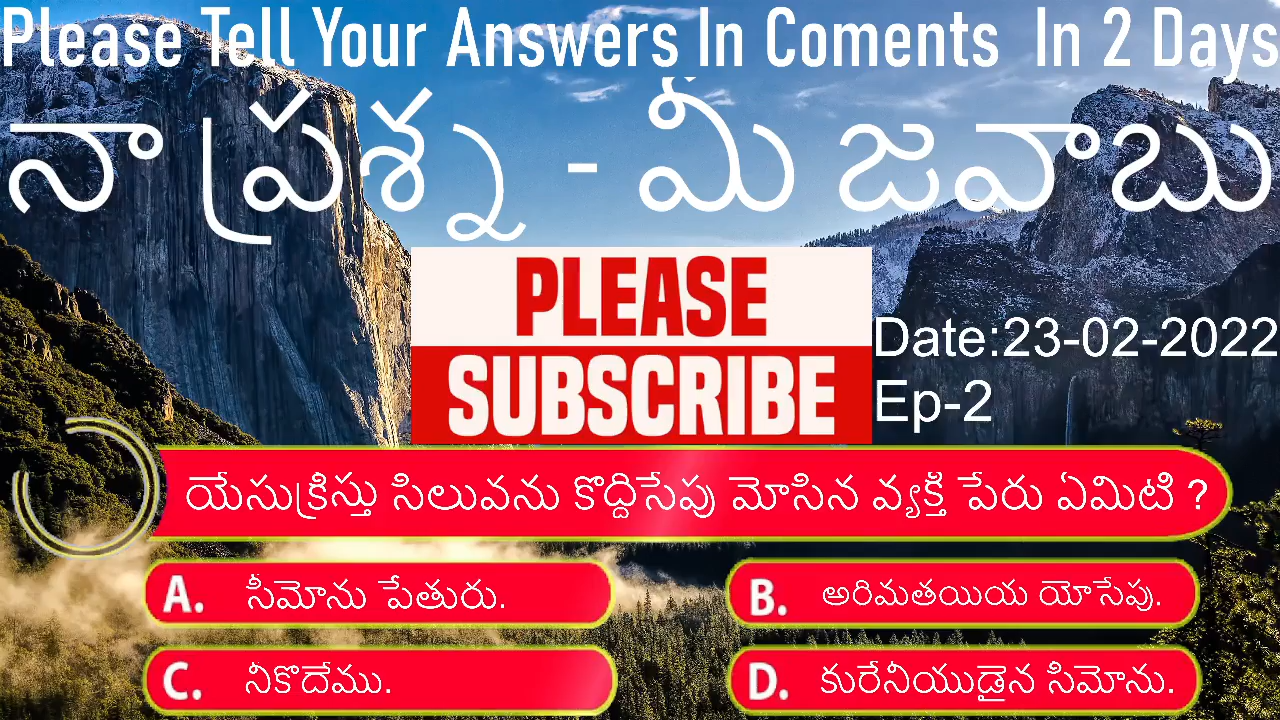 Please Tell Your Answers In Coments In 2 Days
నా ప్రశ్న - మీ జవాబు
PLEASE
SUBSCRIBE
Date:23-02-2022
Ep-2
యేసుక్రీస్తు సిలువను కొద్దిసేపు మోసిన వ్యక్తి పేరు ఏమిటి ?
A. సీమోను పేతురు.
B. అరిమతయియ యోసేపు.
C. నీకొదేము.
D. కురేనీయుడైన సిమోను.